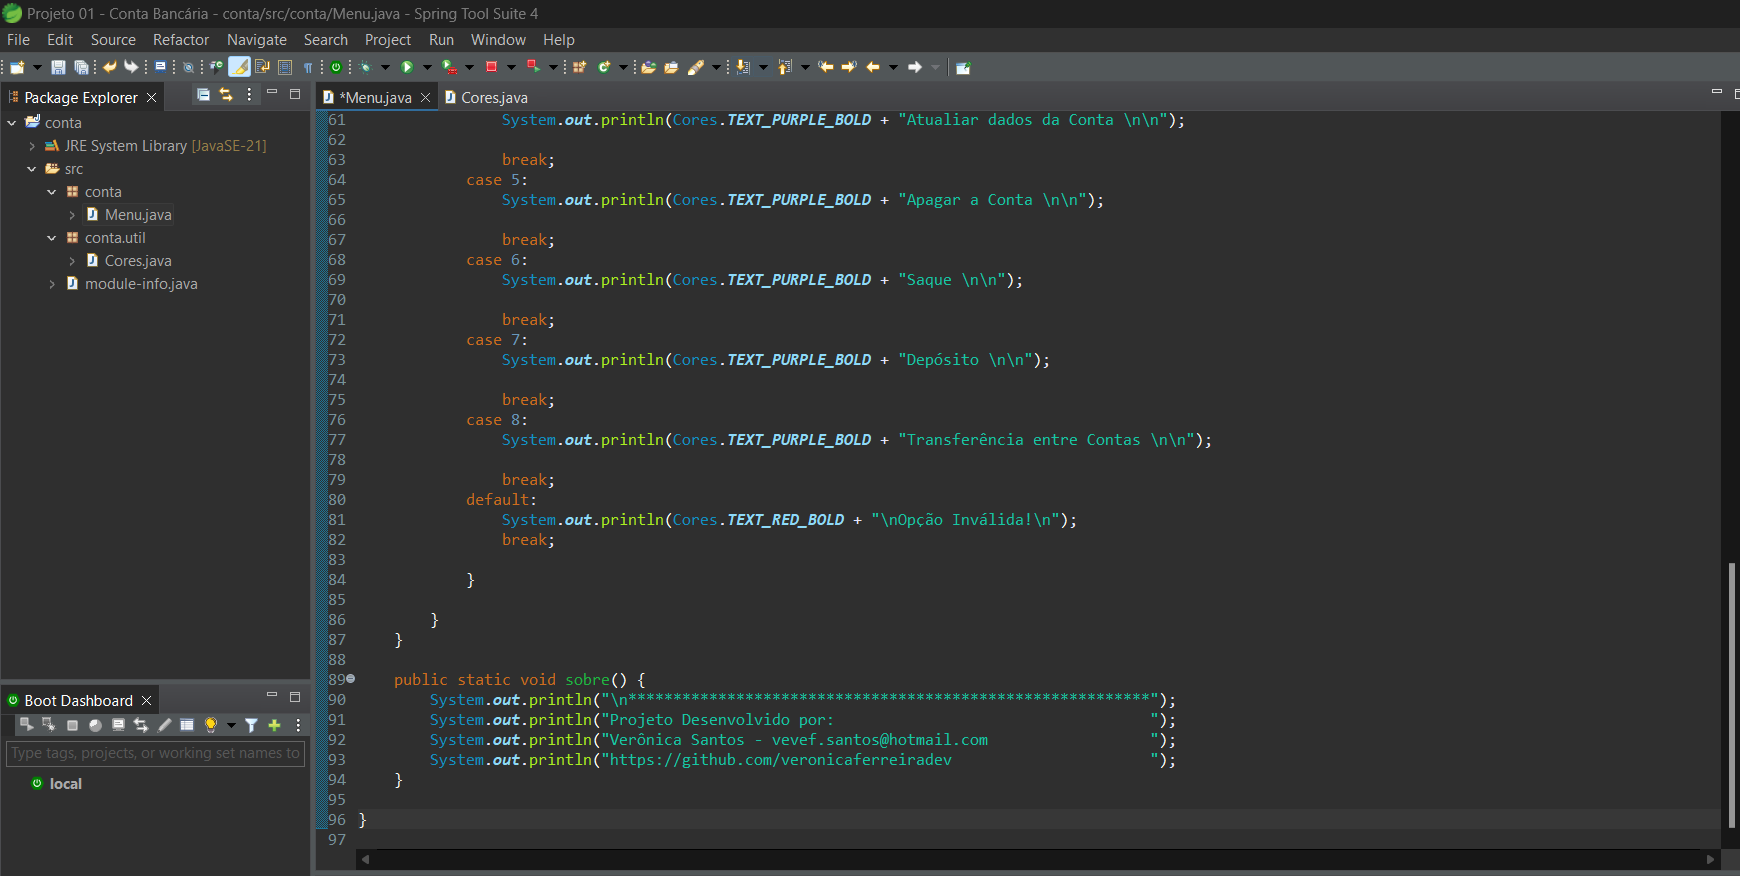 Projeto 01 - Conta Bancária - conta/src/conta/Menu.java - Spring Tool Suite 4
File Edit Source Refactor Navigate Search Project Run Window Help
Package Explorer
conta
JRE System Library [JavaSE-21]
src
conta
Menu.java
conta.util
Cores.java
module-info.java
Boot Dashboard
Type tags, projects, or working set names to
local
*Menu.java Cores.java
61 System.out.println(Cores.TEXT_PURPLE_BOLD + "Atualiar dados da Conta \n\n");
62
63 break;
64 case 5:
65 System.out.println(Cores.TEXT_PURPLE_BOLD + "Apagar a Conta \n\n");
66
67 break;
68 case 6:
69 System.out.println(Cores.TEXT_PURPLE_BOLD + "Saque \n\n");
70
71 break;
72 case 7:
73 System.out.println(Cores.TEXT_PURPLE_BOLD + "Depósito \n\n");
74
75 break;
76 case 8:
77 System.out.println(Cores.TEXT_PURPLE_BOLD + "Transferência entre Contas \n\n");
78
79 break;
80 default:
81 System.out.println(Cores.TEXT_RED_BOLD + "\nOpção Inválida!\n");
82 break;
83
84 }
85
86 }
87 }
88
89 public static void sobre() {
90 System.out.println("\n**********************************************************");
91 System.out.println("Projeto Desenvolvido por:                                   ");
92 System.out.println("Verônica Santos - vevef.santos@hotmail.com                  ");
93 System.out.println("https://github.com/veronicaferreiradev                      ");
94 }
95
96 }
97